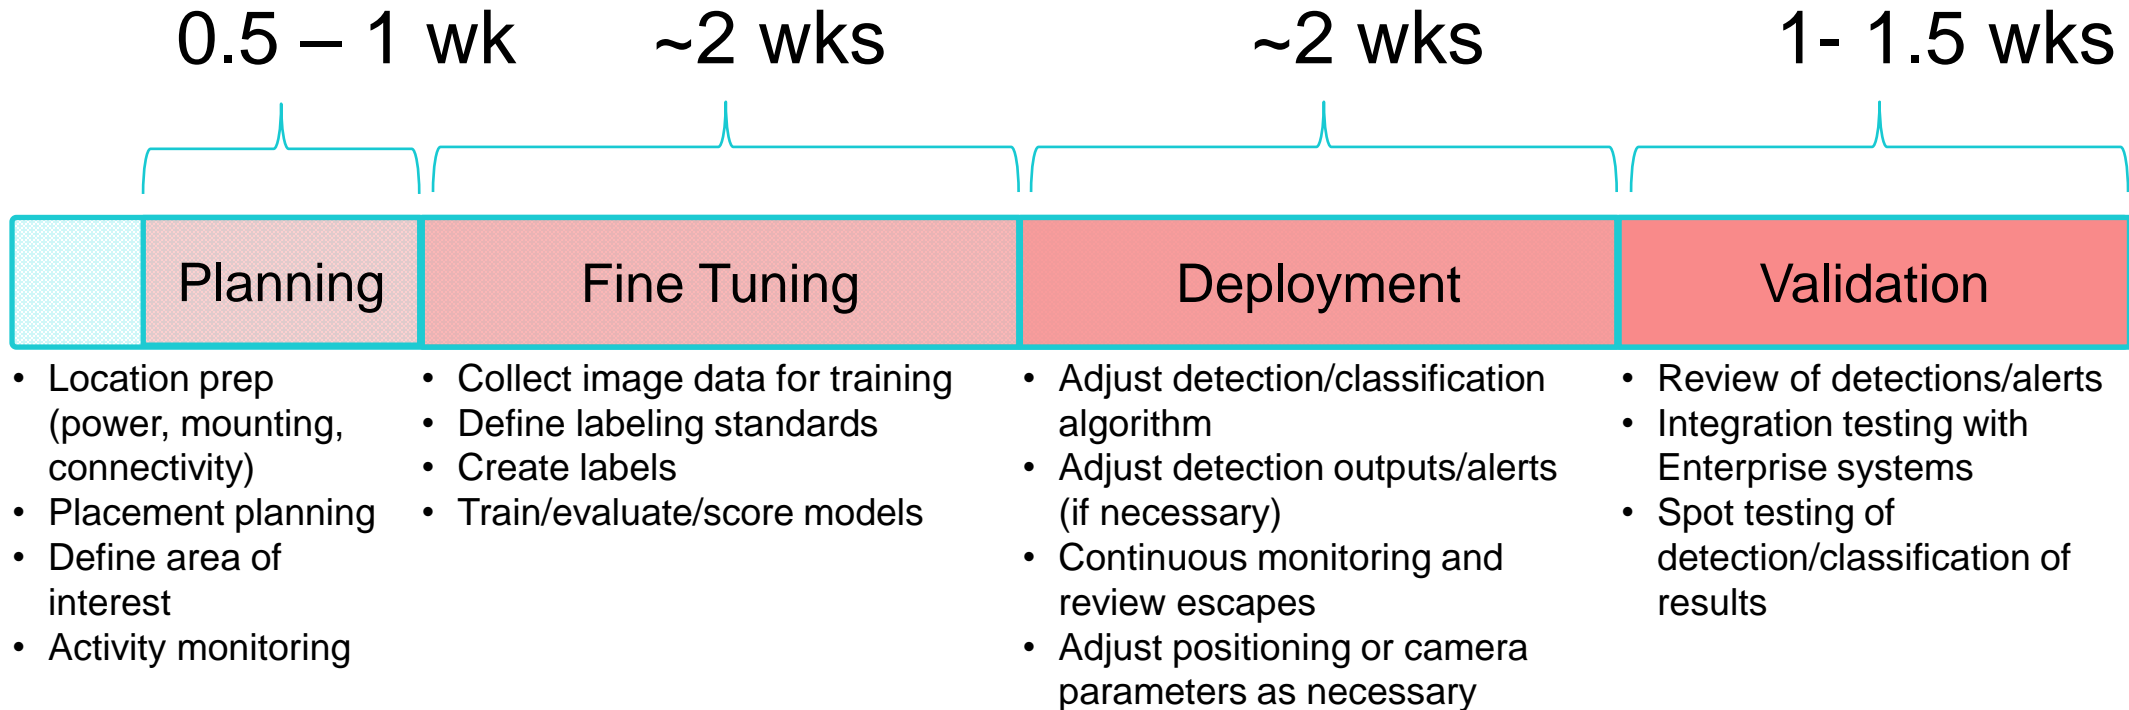 0.5 – 1 wk
~2 wks
~2 wks
1- 1.5 wks
Planning
Fine Tuning
Deployment
Validation
• Location prep
(power, mounting,
connectivity)
• Placement planning
• Define area of
interest
• Activity monitoring
• Collect image data for training
• Define labeling standards
• Create labels
• Train/evaluate/score models
• Adjust detection/classification
algorithm
• Adjust detection outputs/alerts
(if necessary)
• Continuous monitoring and
review escapes
• Adjust positioning or camera
parameters as necessary
• Review of detections/alerts
• Integration testing with
Enterprise systems
• Spot testing of
detection/classification of
results